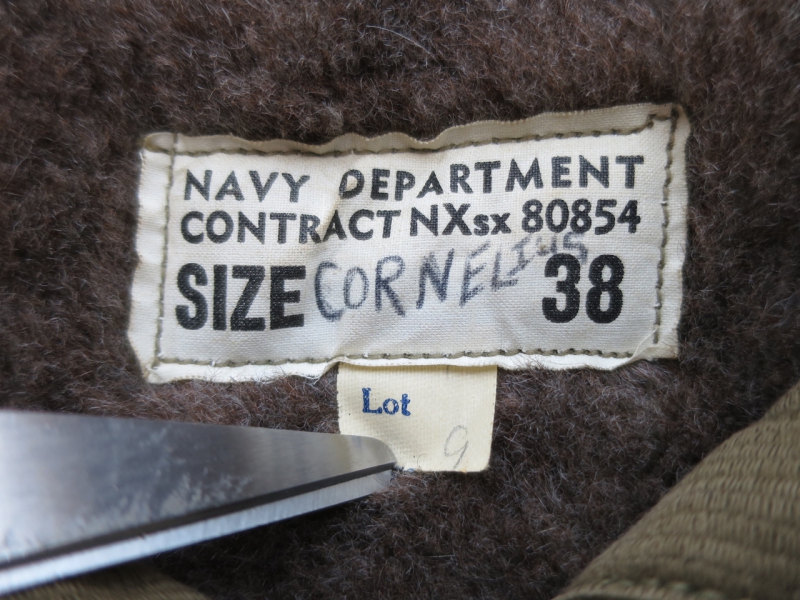 NAVY DEPARTMENT
CONTRACT NXsx 80854
SIZE CORNELIUS 38
Lot
9